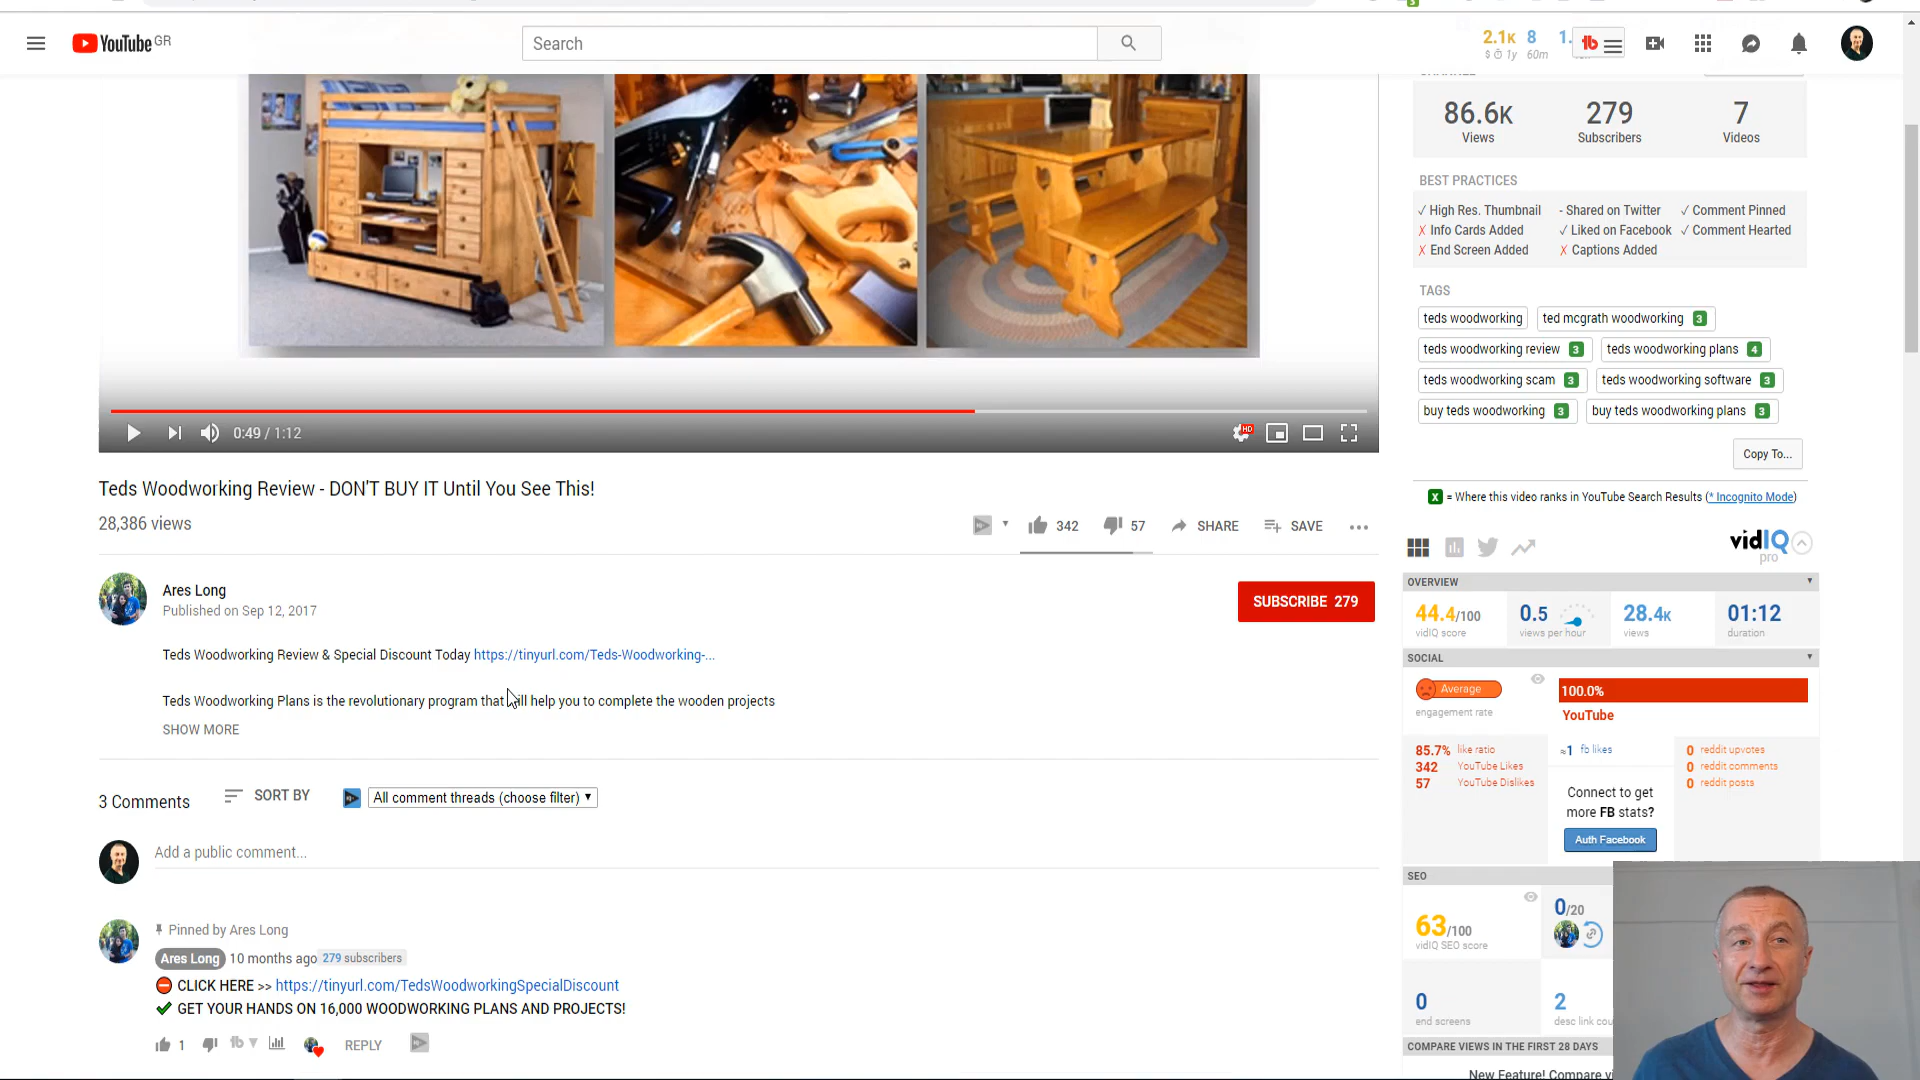 YouTube GR
Search
2.1K 8 1.
$ 1y 60m
86.6K 279 7
Views Subscribers Videos
BEST PRACTICES
✓ High Res. Thumbnail - Shared on Twitter ✓ Comment Pinned
✗ Info Cards Added ✓ Liked on Facebook ✓ Comment Hearted
✗ End Screen Added ✗ Captions Added
TAGS
teds woodworking ted mcgrath woodworking 3
teds woodworking review 3 teds woodworking plans 4
teds woodworking scam 3 teds woodworking software 3
buy teds woodworking 3 buy teds woodworking plans 3
Copy To...
X = Where this video ranks in YouTube Search Results (* Incognito Mode)
0:49 / 1:12
HD
Teds Woodworking Review - DON'T BUY IT Until You See This!
28,386 views
342 57 SHARE SAVE
Ares Long
Published on Sep 12, 2017
SUBSCRIBE 279
Teds Woodworking Review & Special Discount Today https://tinyurl.com/Teds-Woodworking-...
Teds Woodworking Plans is the revolutionary program that will help you to complete the wooden projects
SHOW MORE
3 Comments SORT BY All comment threads (choose filter)
Add a public comment...
Pinned by Ares Long
Ares Long 10 months ago 279 subscribers
CLICK HERE >> https://tinyurl.com/TedsWoodworkingSpecialDiscount
GET YOUR HANDS ON 16,000 WOODWORKING PLANS AND PROJECTS!
1 REPLY
vidIQ
pro
OVERVIEW
44.4/100 0.5 28.4K 01:12
vidIQ score views per hour views duration
SOCIAL
Average 100.0%
engagement rate YouTube
85.7% like ratio ≈1 fb likes 0 reddit upvotes
342 YouTube Likes 0 reddit comments
57 YouTube Dislikes 0 reddit posts
Connect to get
more FB stats?
Auth Facebook
SEO
63/100 0/20
vidIQ SEO score
0 2
end screens desc link cou
COMPARE VIEWS IN THE FIRST 28 DAYS
New Feature! Compare vi